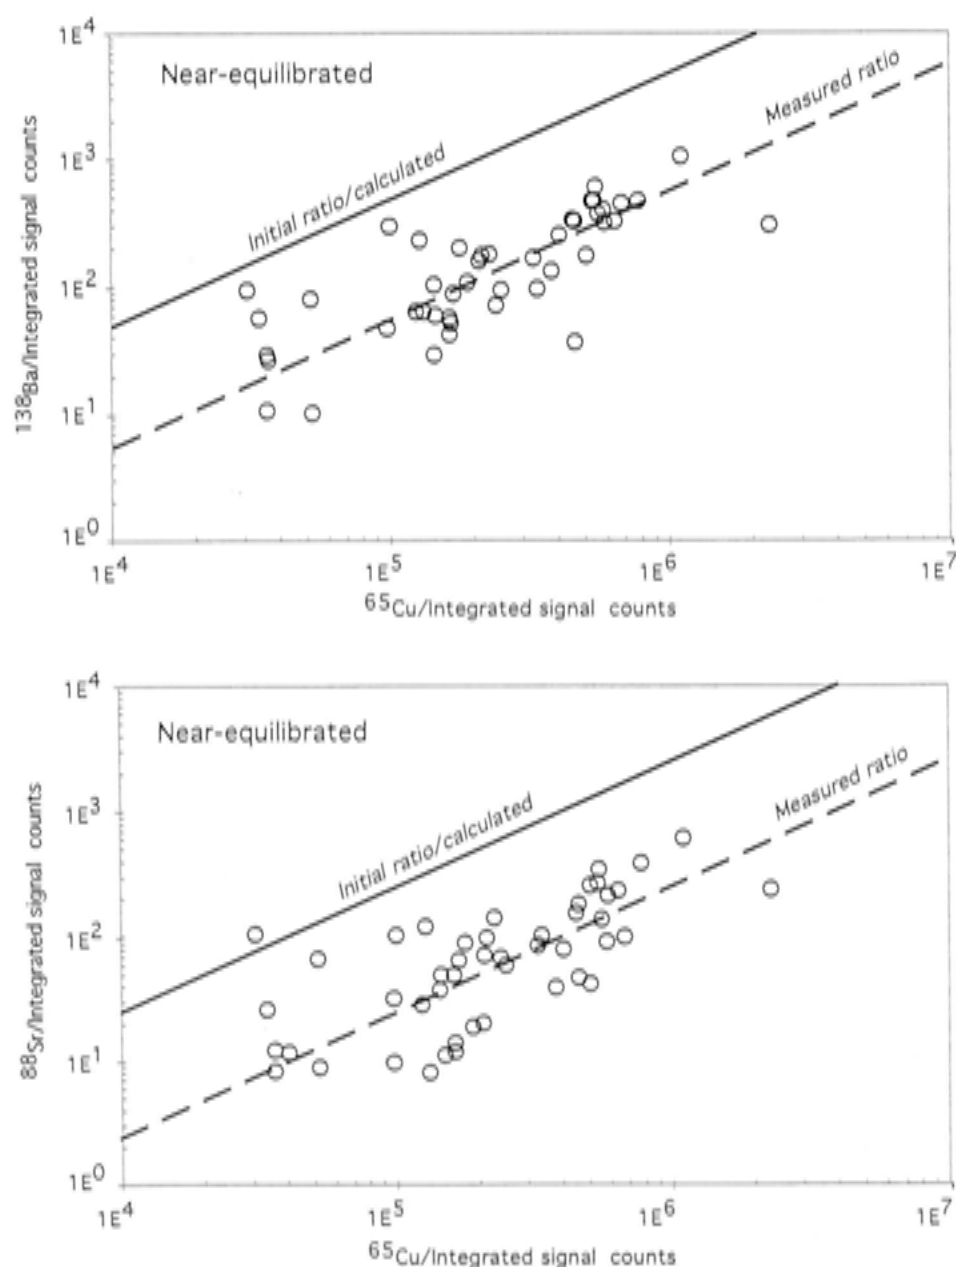 1E4
Near-equilibrated
Measured ratio
1E3
Initial ratio/calculated
138Ba/Integrated signal counts
1E2
1E1
1E0
1E4 1E5 1E6 1E7
65Cu/Integrated signal counts
1E4
Near-equilibrated
Measured ratio
1E3
Initial ratio/calculated
88Sr/Integrated signal counts
1E2
1E1
1E0
1E4 1E5 1E6 1E7
65Cu/Integrated signal counts